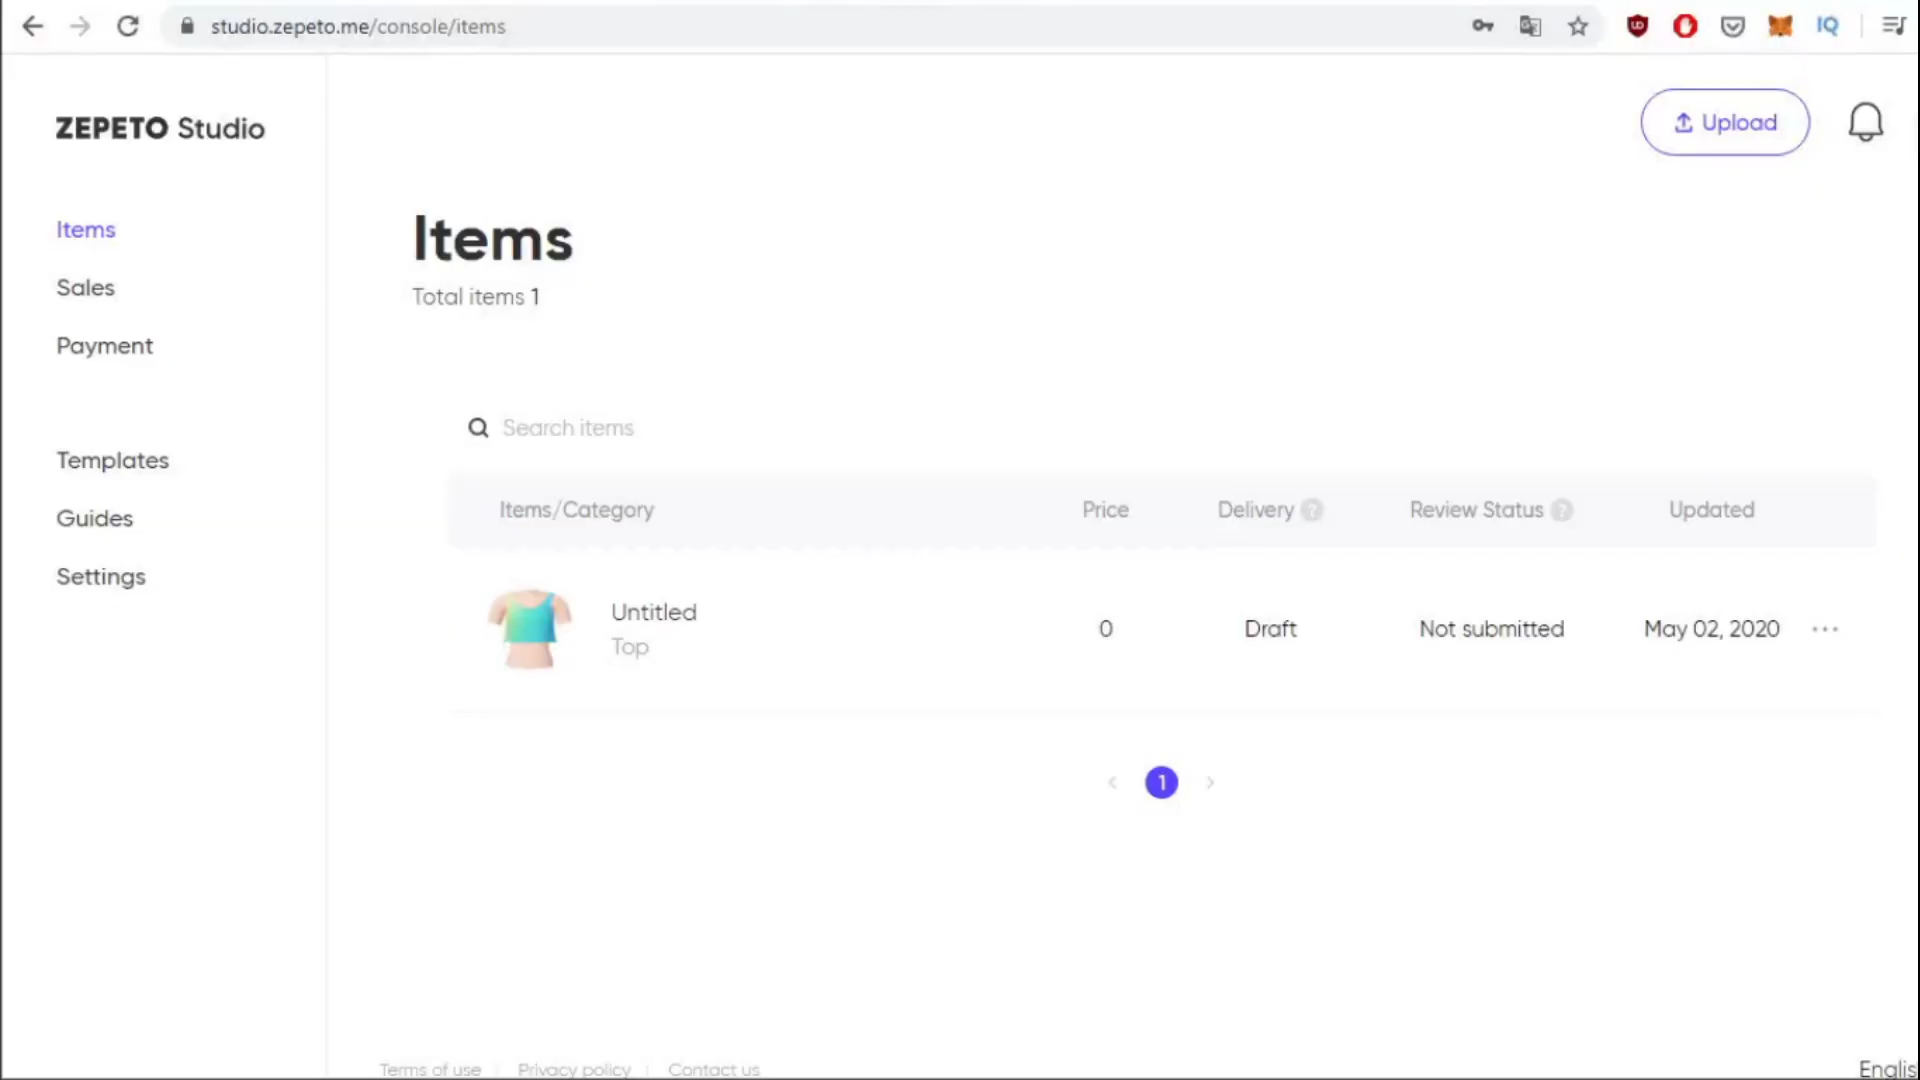 studio.zepeto.me/console/items
ZEPETO Studio
Upload
Items
Sales
Payment
Templates
Guides
Settings
Items
Total items 1
Search items
Items/Category Price Delivery ? Review Status ? Updated
Untitled
Top
0 Draft Not submitted May 02, 2020 ...
< 1 >
Terms of use | Privacy policy | Contact us
Englis